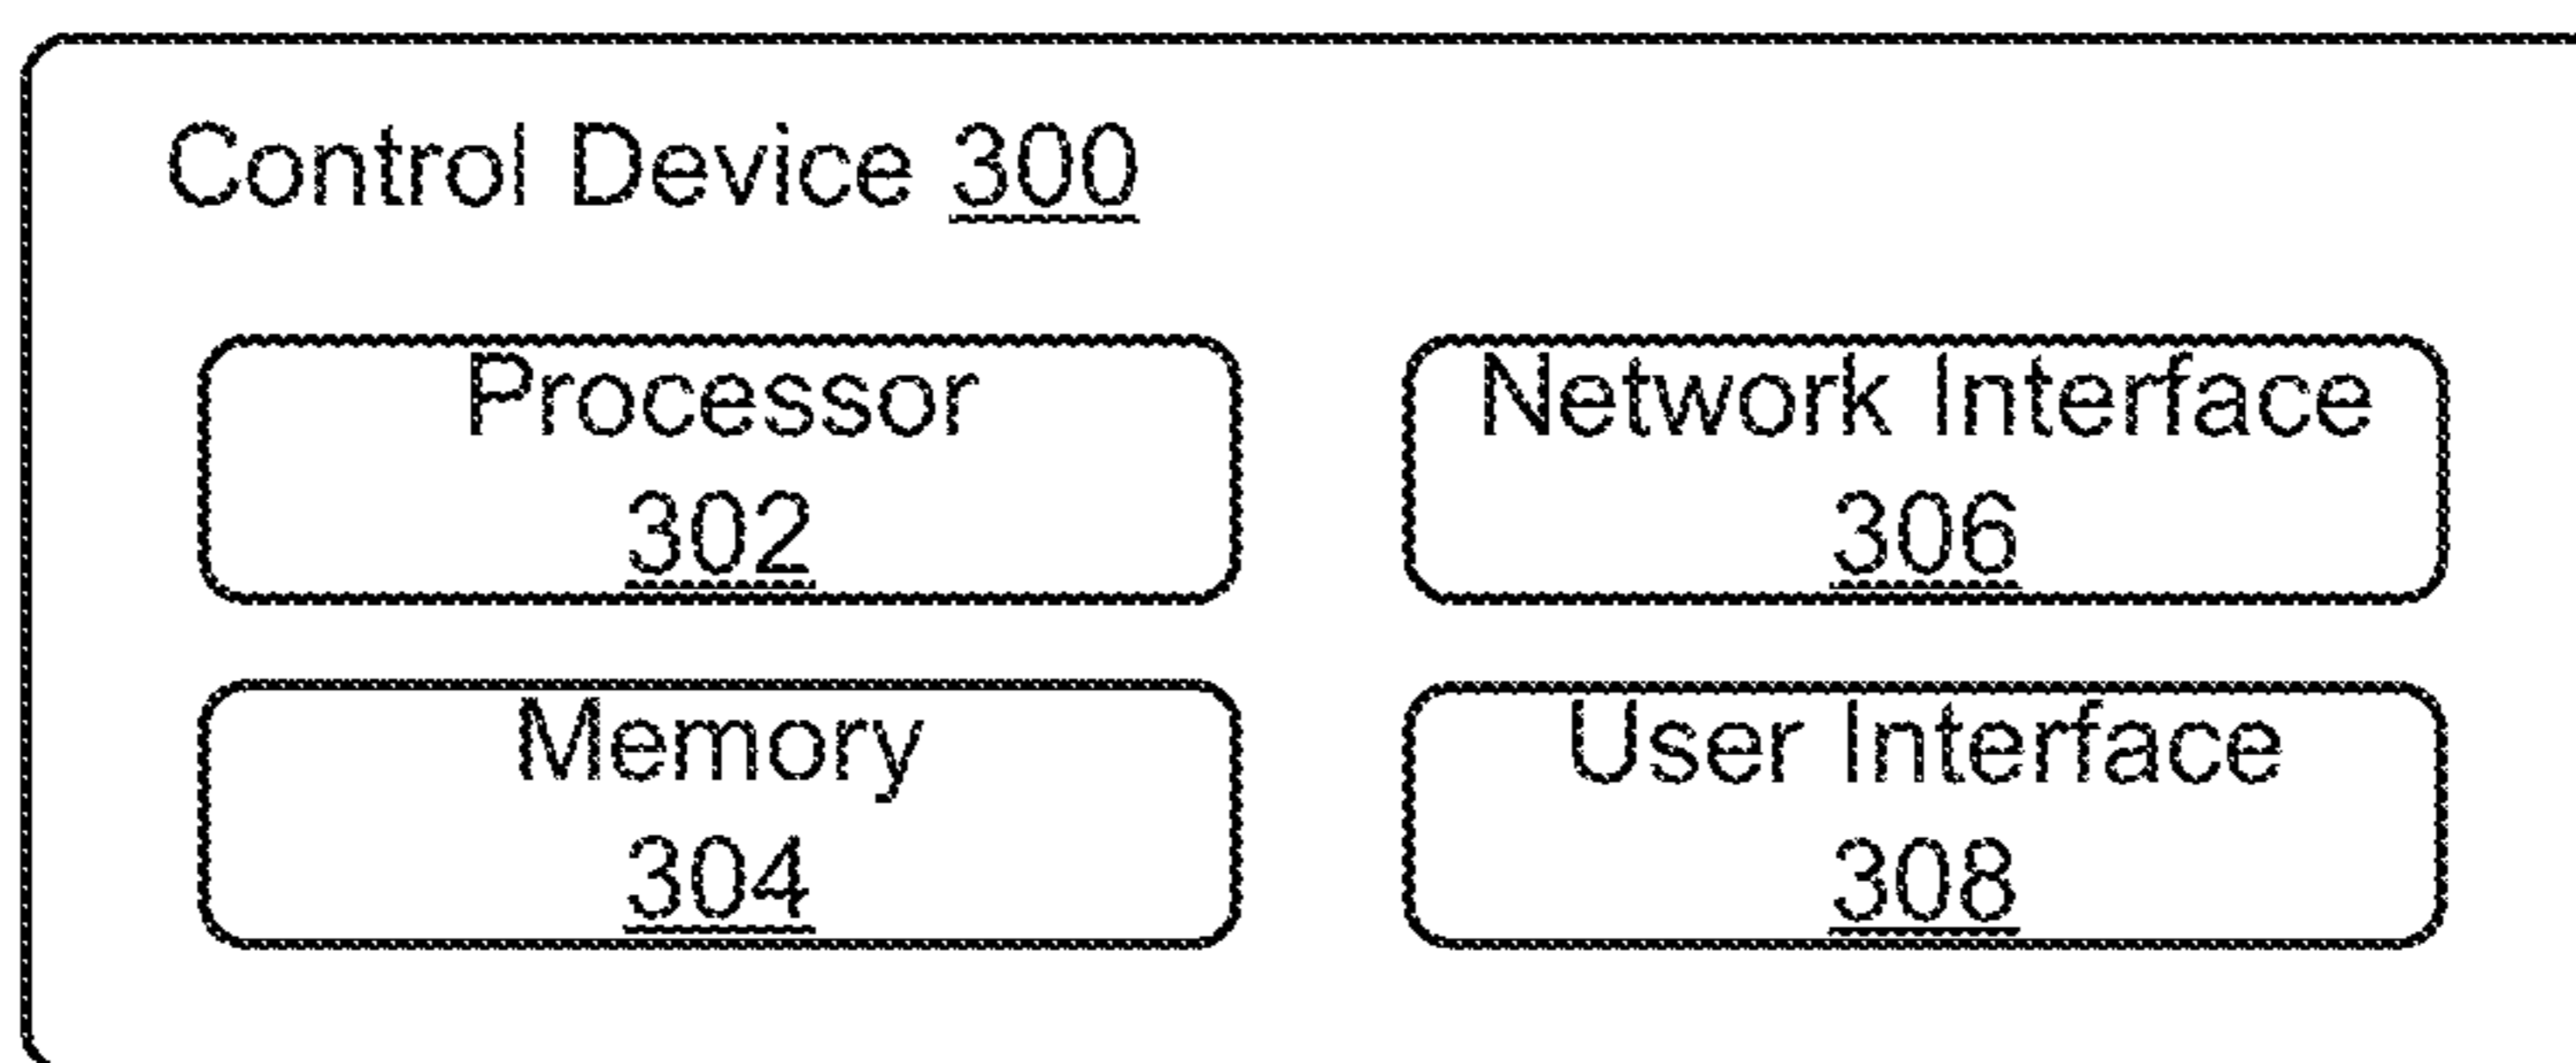 Control Device 300
Processor
302
Network Interface
306
Memory
304
User Interface
308